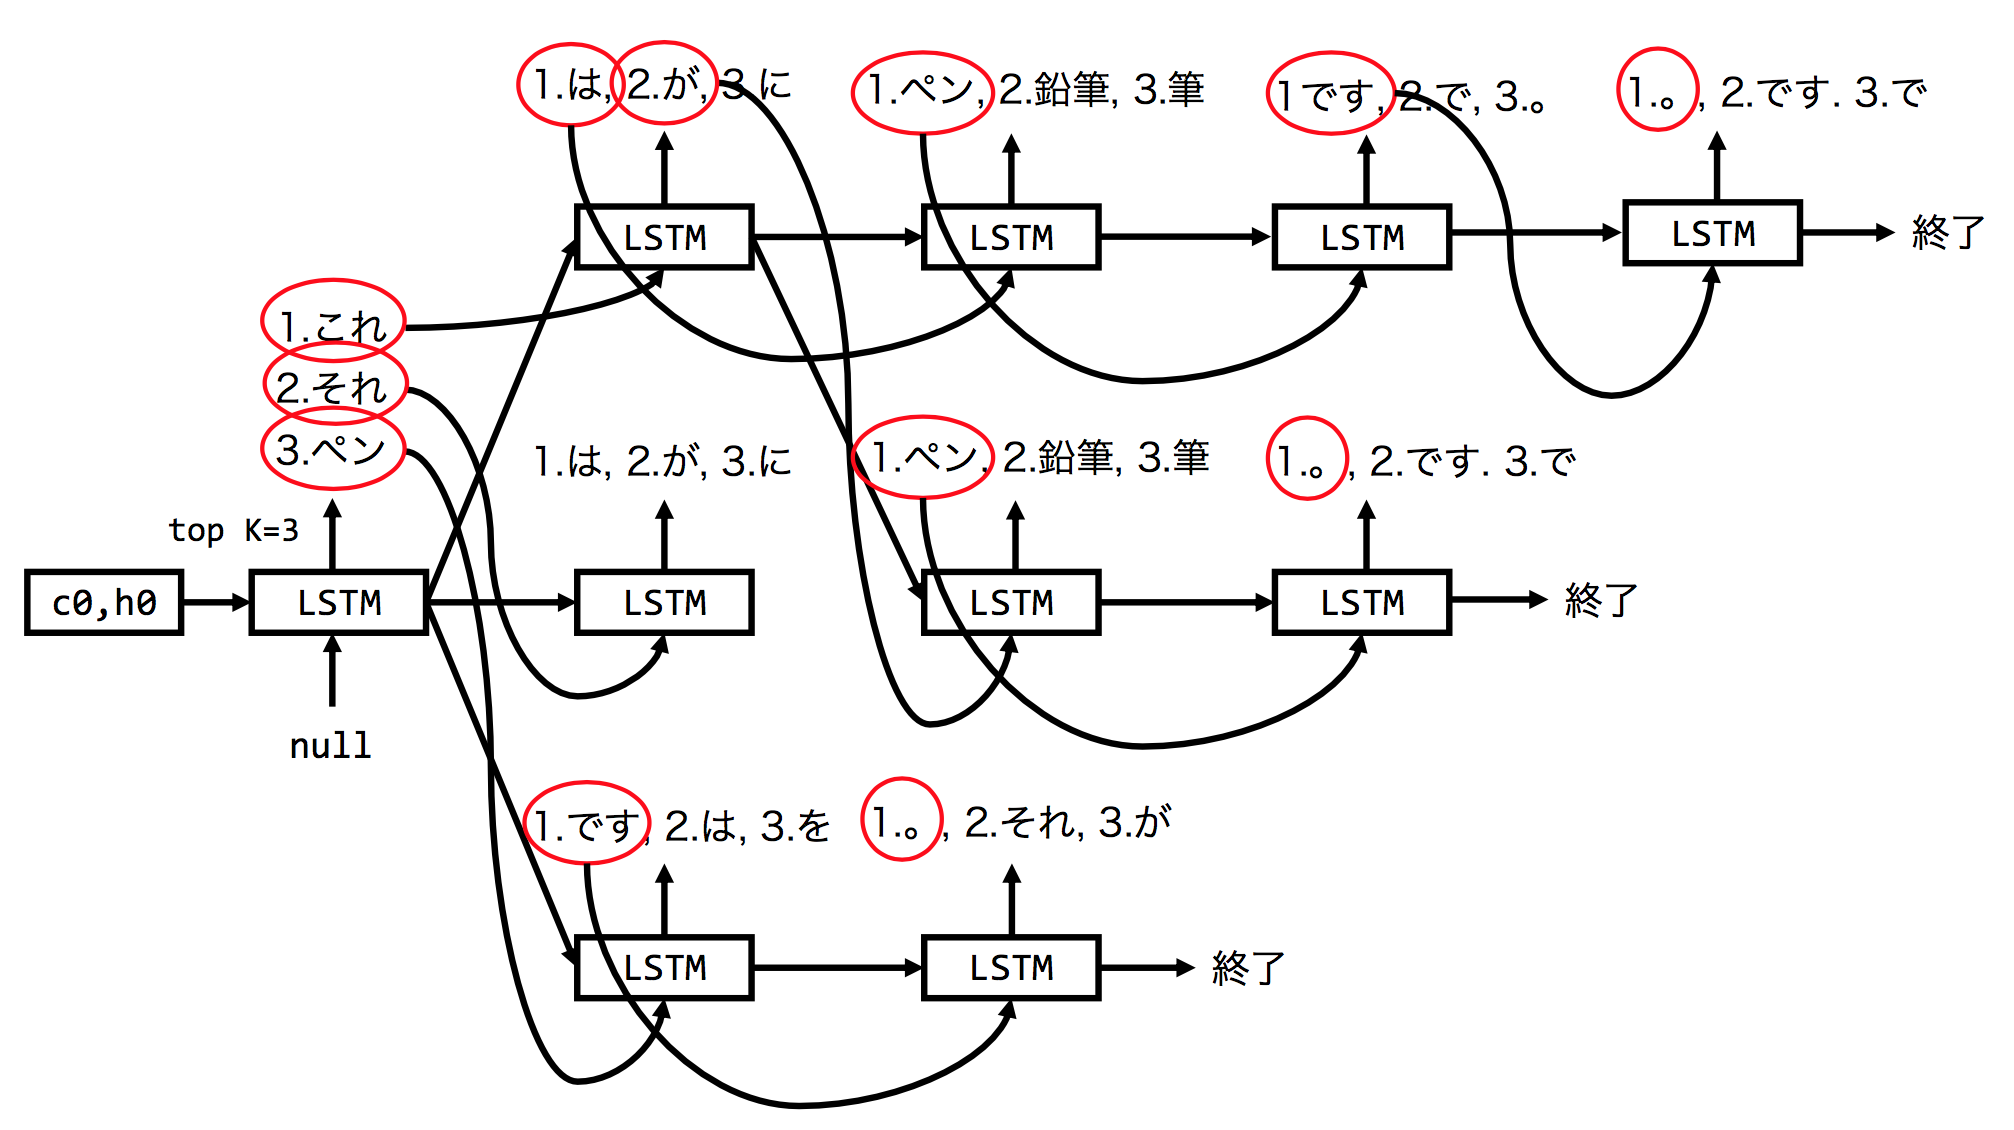 1.は, 2.が, 3.に
1.ペン, 2.鉛筆, 3.筆
1です, 2.で, 3.。
1.。, 2.です. 3.で
LSTM
LSTM
LSTM
LSTM
終了
1.これ
2.それ
3.ペン
top K=3
1.は, 2.が, 3.に
1.ペン, 2.鉛筆, 3.筆
1.。, 2.です. 3.で
c0,h0
LSTM
LSTM
LSTM
LSTM
終了
null
1.です, 2.は, 3.を
1.。, 2.それ, 3.が
LSTM
LSTM
終了